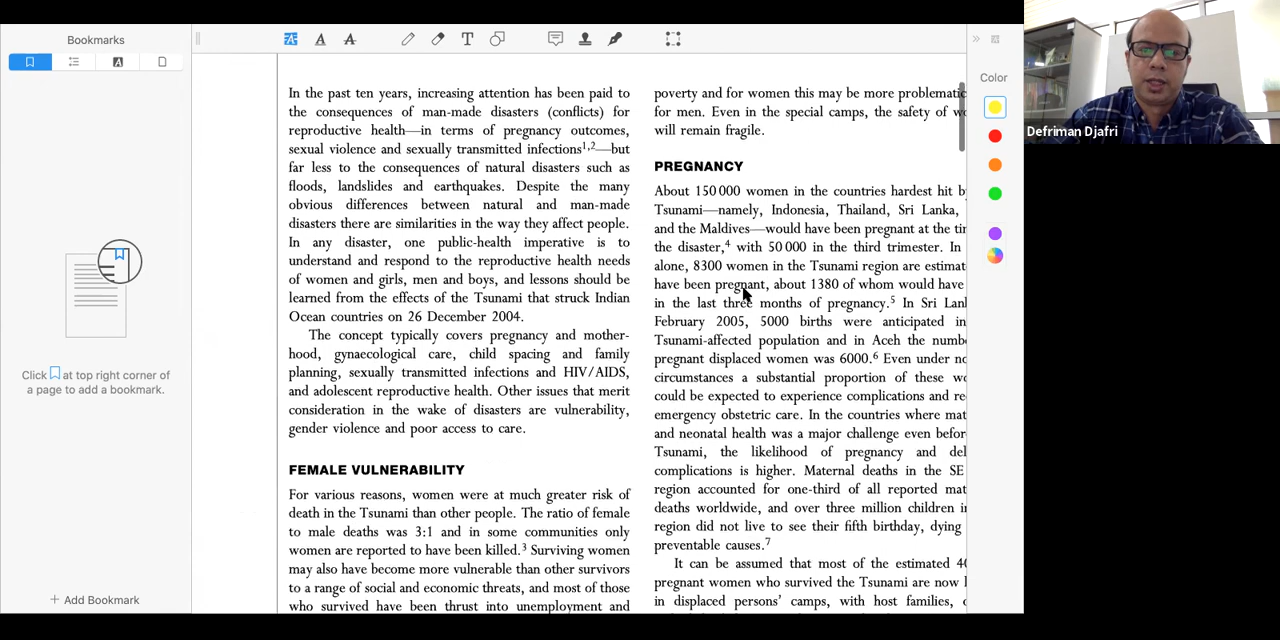 Bookmarks
In the past ten years, increasing attention has been paid to
the consequences of man-made disasters (conflicts) for
reproductive health—in terms of pregnancy outcomes,
sexual violence and sexually transmitted infections1,2—but
far less to the consequences of natural disasters such as
floods, landslides and earthquakes. Despite the many
obvious differences between natural and man-made
disasters there are similarities in the way they affect people.
In any disaster, one public-health imperative is to
understand and respond to the reproductive health needs
of women and girls, men and boys, and lessons should be
learned from the effects of the Tsunami that struck Indian
Ocean countries on 26 December 2004.
The concept typically covers pregnancy and mother-
hood, gynaecological care, child spacing and family
planning, sexually transmitted infections and HIV/AIDS,
and adolescent reproductive health. Other issues that merit
consideration in the wake of disasters are vulnerability,
gender violence and poor access to care.
FEMALE VULNERABILITY
For various reasons, women were at much greater risk of
death in the Tsunami than other people. The ratio of female
to male deaths was 3:1 and in some communities only
women are reported to have been killed.3 Surviving women
may also have become more vulnerable than other survivors
to a range of social and economic threats, and most of those
who survived have been thrust into unemployment and
poverty and for women this may be more problematic
for men. Even in the special camps, the safety of
will remain fragile.
PREGNANCY
About 150 000 women in the countries hardest hit
Tsunami—namely, Indonesia, Thailand, Sri Lanka,
and the Maldives—would have been pregnant at the
the disaster,4 with 50 000 in the third trimester. In
alone, 8300 women in the Tsunami region are
have been pregnant, about 1380 of whom would have
in the last three months of pregnancy.5 In Sri
February 2005, 5000 births were anticipated in
Tsunami-affected population and in Aceh the
pregnant displaced women was 6000.6 Even under
circumstances a substantial proportion of these
could be expected to experience complications and
emergency obstetric care. In the countries where
and neonatal health was a major challenge even
Tsunami, the likelihood of pregnancy and
complications is higher. Maternal deaths in the SE
region accounted for one-third of all reported
deaths worldwide, and over three million children
region did not live to see their fifth birthday, dying
preventable causes.7
It can be assumed that most of the estimated
pregnant women who survived the Tsunami are now
in displaced persons' camps, with host families,
Click at top right corner of
a page to add a bookmark.
+ Add Bookmark
Color
Defriman Djafri